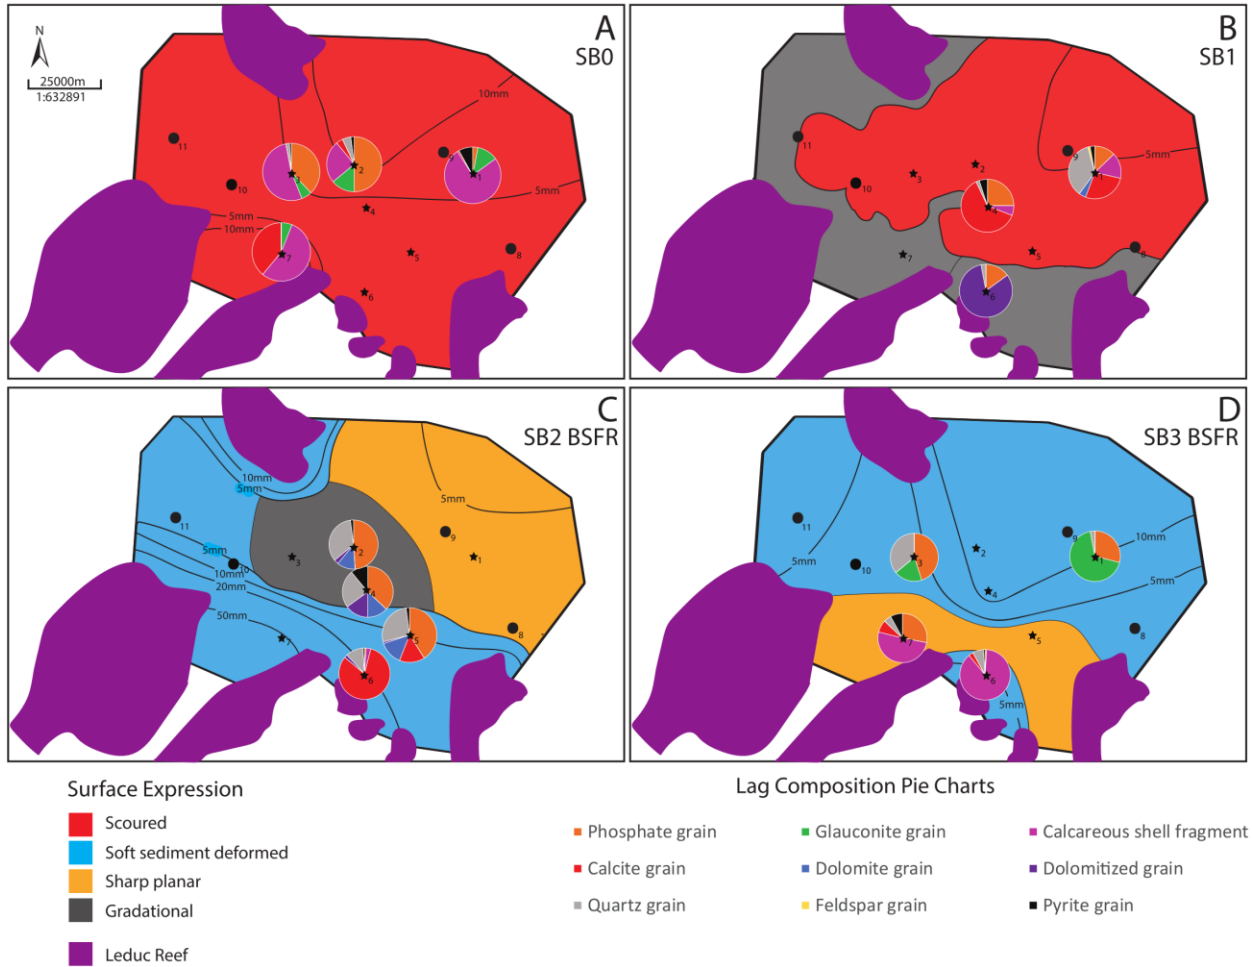 A
SB0
N
25000m
1:632891
10mm
11
9
3
2
1
10
5mm
4
5mm
10mm
7
5
8
6
B
SB1
11
9
5mm
2
1
3
10
4
7
5
8
6
C
SB2 BSFR
10mm
5mm
5mm
11
9
5mm
2
3
1
10
10mm
4
20mm
50mm
8
5
7
6
D
SB3 BSFR
11
9
10mm
2
3
1
5mm
10
5mm
4
8
7
5
6
5mm
Surface Expression
Scoured
Soft sediment deformed
Sharp planar
Gradational
Leduc Reef
Lag Composition Pie Charts
Phosphate grain
Glauconite grain
Calcareous shell fragment
Calcite grain
Dolomite grain
Dolomitized grain
Quartz grain
Feldspar grain
Pyrite grain